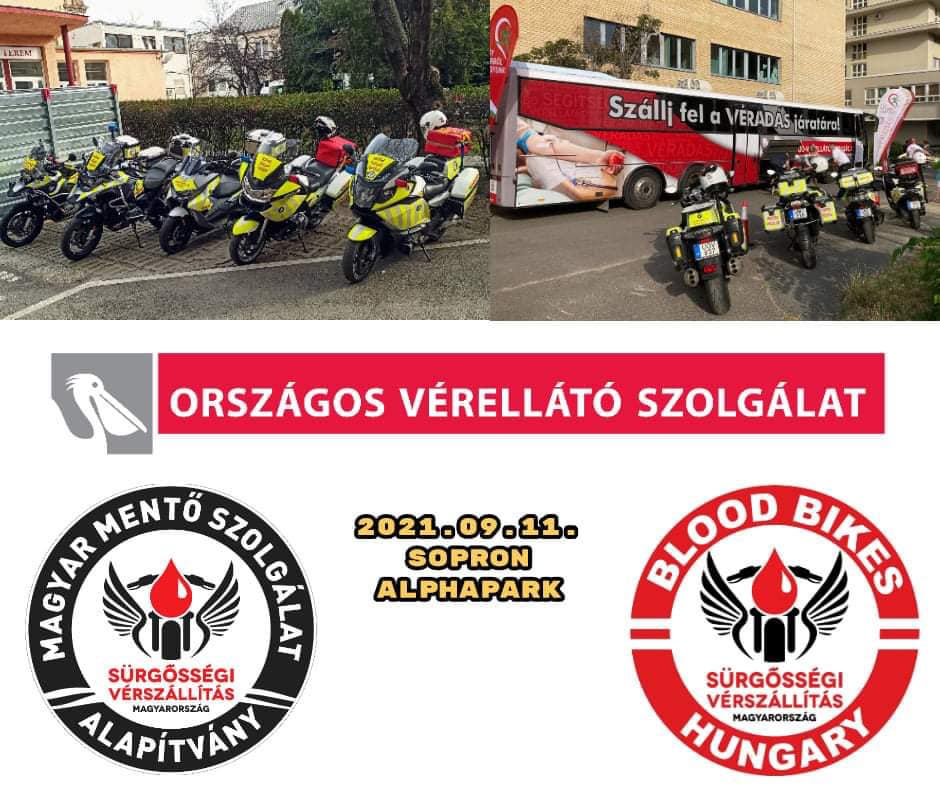 TEREM
Szállj fel a VÉRADÁS járatára!
ORSZÁGOS VÉRELLÁTÓ SZOLGÁLAT
MAGYAR MENTŐ SZOLGÁLAT
SÜRGŐSSÉGI
VÉRSZÁLLÍTÁS
MAGYARORSZÁG
ALAPÍTVÁNY
2021.09.11.
SOPRON
ALPHAPARK
BLOOD BIKES
SÜRGŐSSÉGI
VÉRSZÁLLÍTÁS
MAGYARORSZÁG
HUNGARY